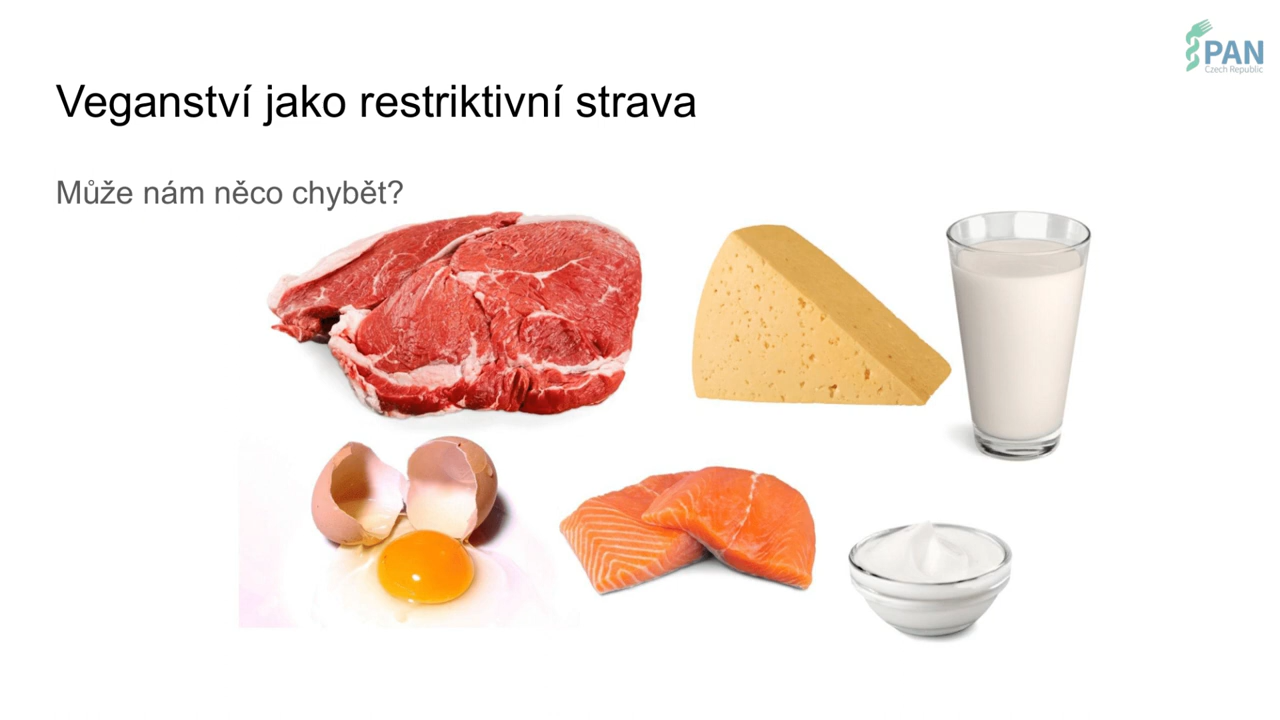 PAN
Czech Republic
Veganství jako restriktivní strava
Může nám něco chybět?